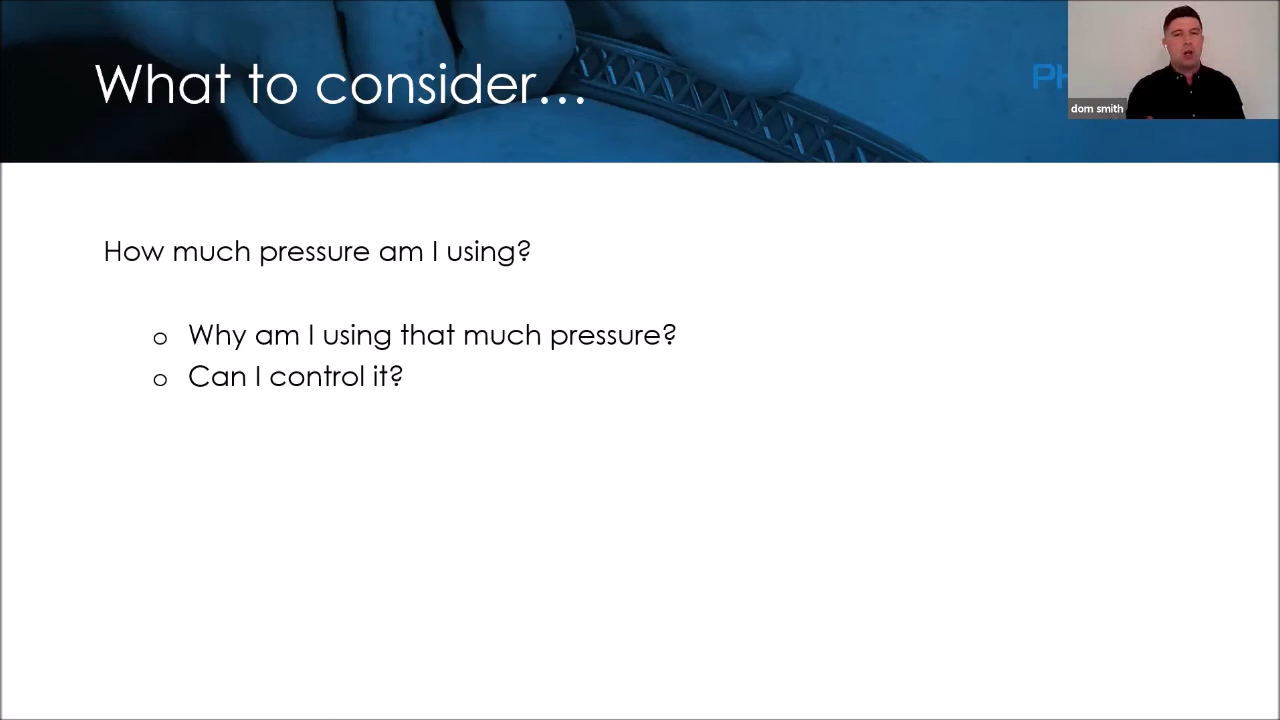 What to consider...
dom smith
How much pressure am I using?
o Why am I using that much pressure?
o Can I control it?